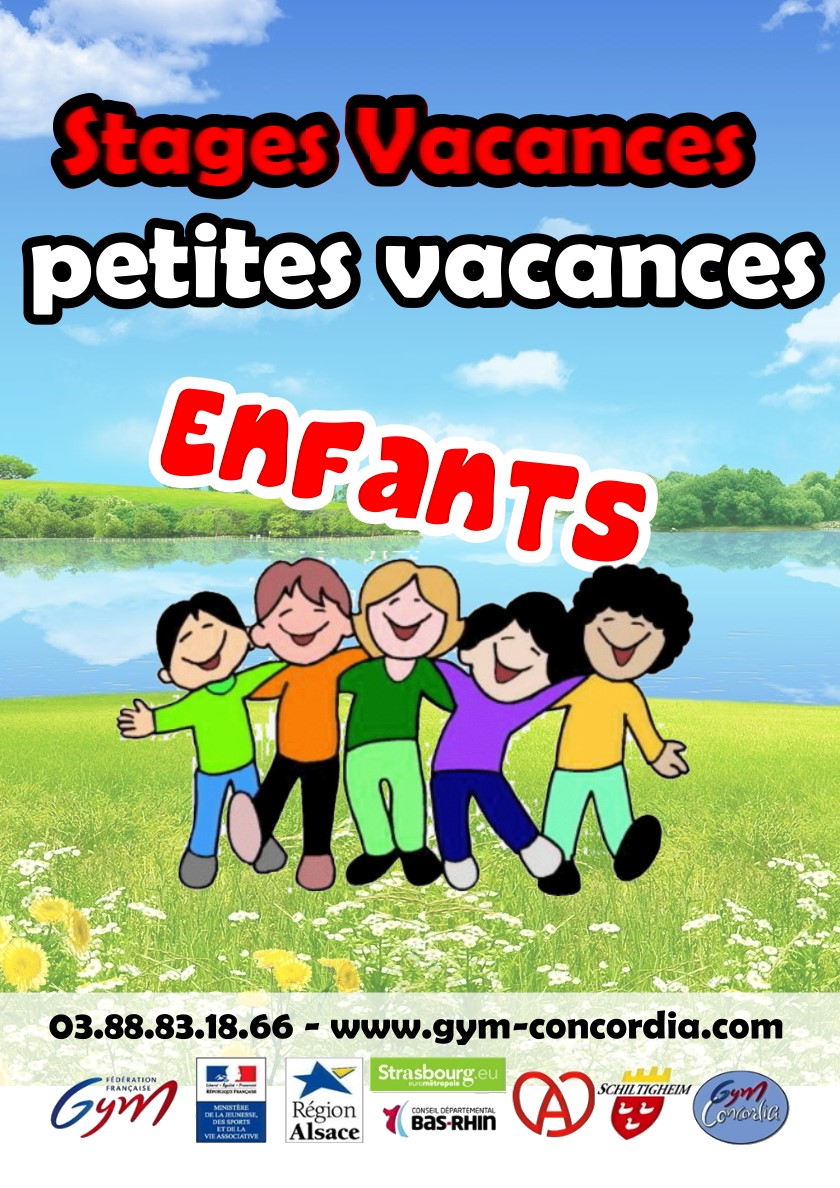 Stages Vacances
petites vacances
Enfants
03.88.83.18.66 - www.gym-concordia.com
FÉDÉRATION
FRANÇAISE
Gym
Liberté • Égalité • Fraternité
RÉPUBLIQUE FRANÇAISE
MINISTÈRE
DE LA JEUNESSE,
DES SPORTS
ET DE LA
VIE ASSOCIATIVE
Région
Alsace
Strasbourg.eu
eurométropole
CONSEIL DÉPARTEMENTAL
BAS-RHIN
SCHILTIGHEIM
Gym
Concordia